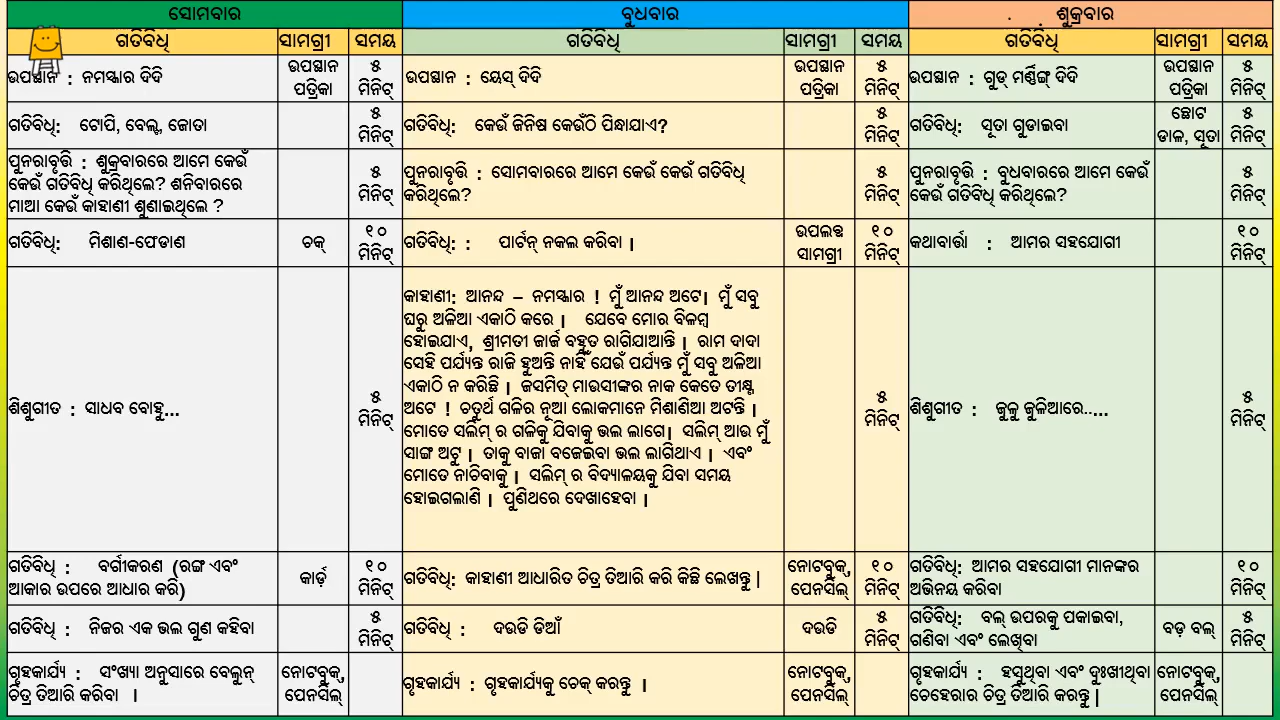 ସୋମବାର ବୁଧବାର ଶୁକ୍ରବାର
ଗତିବିଧି ସାମଗ୍ରୀ ସମୟ ଗତିବିଧି ସାମଗ୍ରୀ ସମୟ ଗତିବିଧି ସାମଗ୍ରୀ ସମୟ
ଉପସ୍ଥାନ : ନମସ୍କାର ଦିଦି
ଉପସ୍ଥାନ
ପତ୍ରିକା
୫
ମିନିଟ୍
ଉପସ୍ଥାନ : ୟେସ୍ ଦିଦି
ଉପସ୍ଥାନ
ପତ୍ରିକା
୫
ମିନିଟ୍
ଉପସ୍ଥାନ : ଗୁଡ୍ ମର୍ଣ୍ଣିଙ୍ଗ୍ ଦିଦି
ଉପସ୍ଥାନ
ପତ୍ରିକା
୫
ମିନିଟ୍
ଗତିବିଧି: ଟୋପି, ବେଲ୍ଟ, ଜୋତା
୫
ମିନିଟ୍
ଗତିବିଧି: କେଉଁ ଜିନିଷ କେଉଁଠି ପିନ୍ଧାଯାଏ?
୫
ମିନିଟ୍
ଗତିବିଧି: ସୂତା ଗୁଡାଇବା
ଛୋଟ
ଡାଳ, ସୂତା
୫
ମିନିଟ୍
ପୁନରାବୃତ୍ତି : ଶୁକ୍ରବାରରେ ଆମେ କେଉଁ
କେଉଁ ଗତିବିଧି କରିଥିଲେ? ଶନିବାରରେ
ମାଆ କେଉଁ କାହାଣୀ ଶୁଣାଇଥିଲେ ?
୫
ମିନିଟ୍
ପୁନରାବୃତ୍ତି : ସୋମବାରରେ ଆମେ କେଉଁ କେଉଁ ଗତିବିଧି
କରିଥିଲେ?
୫
ମିନିଟ୍
ପୁନରାବୃତ୍ତି : ବୁଧବାରରେ ଆମେ କେଉଁ
କେଉଁ ଗତିବିଧି କରିଥିଲେ?
୫
ମିନିଟ୍
ଗତିବିଧି: ମିଶାଣ-ଫେଡାଣ
ଚକ୍
୧୦
ମିନିଟ୍
ଗତିବିଧି: : ପାର୍ଟନ୍ ନକଲ କରିବା ।
ଉପଲବ୍ଧ
ସାମଗ୍ରୀ
୧୦
ମିନିଟ୍
କଥାବାର୍ତ୍ତା : ଆମର ସହଯୋଗୀ
୧୦
ମିନିଟ୍
ଶିଶୁଗୀତ : ସାଧବ ବୋହୁ...
୫
ମିନିଟ୍
କାହାଣୀ: ଆନନ୍ଦ – ନମସ୍କାର ! ମୁଁ ଆନନ୍ଦ ଅଟେ। ମୁଁ ସବୁ
ଘରୁ ଅଳିଆ ଏକାଠି କରେ । ଯେବେ ମୋର ବିଳମ୍ବ
ହୋଇଯାଏ, ଶ୍ରୀମତୀ କାର୍ଜ ବହୁତ ରାଗିଯାଆନ୍ତି । ରାମ ଦାଦା
ସେହି ପର୍ଯ୍ୟନ୍ତ ରାଜି ହୁଅନ୍ତି ନାହିଁ ଯେଉଁ ପର୍ଯ୍ୟନ୍ତ ମୁଁ ସବୁ ଅଳିଆ
ଏକାଠି ନ କରିଛି । ଜସମିତ୍ ମାଉସୀଙ୍କର ନାକ କେତେ ତୀକ୍ଷ୍ଣ
ଅଟେ ! ଚତୁର୍ଥ ଗଳିର ନୂଆ ଲୋକମାନେ ମିଶାଣିଆ ଅଟନ୍ତି ।
ମୋତେ ସଲିମ୍ ର ଗଳିକୁ ଯିବାକୁ ଭଲ ଲାଗେ। ସଲିମ୍ ଆଉ ମୁଁ
ସାଙ୍ଗ ଅଟୁ । ତାକୁ ବାଜା ବଜେଇବା ଭଲ ଲାଗିଥାଏ । ଏବଂ
ମୋତେ ନାଚିବାକୁ । ସଲିମ୍ ର ବିଦ୍ୟାଳୟକୁ ଯିବା ସମୟ
ହୋଇଗଲାଣି । ପୁଣିଥରେ ଦେଖାହେବା ।
୫
ମିନିଟ୍
ଶିଶୁଗୀତ : ଜୁଳୁ ଜୁଳିଆରେ.....
୫
ମିନିଟ୍
ଗତିବିଧି : ବର୍ଗୀକରଣ (ରଙ୍ଗ ଏବଂ
ଆକାର ଉପରେ ଆଧାର କରି)
କାର୍ଡ଼
୧୦
ମିନିଟ୍
ଗତିବିଧି: କାହାଣୀ ଆଧାରିତ ଚିତ୍ର ତିଆରି କରି କିଛି ଲେଖନ୍ତୁ |
ନୋଟବୁକ୍,
ପେନସିଲ୍
୧୦
ମିନିଟ୍
ଗତିବିଧି: ଆମର ସହଯୋଗୀ ମାନଙ୍କର
ଅଭିନୟ କରିବା
୧୦
ମିନିଟ୍
ଗତିବିଧି : ନିଜର ଏକ ଭଲ ଗୁଣ କହିବା
୫
ମିନିଟ୍
ଗତିବିଧି : ଦଉଡି ଡିଆଁ
ଦଉଡି
୫
ମିନିଟ୍
ଗତିବିଧି: ବଲ୍ ଉପରକୁ ପକାଇବା,
ଗଣିବା ଏବଂ ଲେଖିବା
ବଡ଼ ବଲ୍
୫
ମିନିଟ୍
ଗୃହକାର୍ଯ୍ୟ : ସଂଖ୍ୟା ଅନୁସାରେ ବେଲୁନ୍
ଚିତ୍ର ତିଆରି କରିବା ।
ନୋଟବୁକ୍,
ପେନସିଲ୍
ଗୃହକାର୍ଯ୍ୟ : ଗୃହକାର୍ଯ୍ୟକୁ ଚେକ୍ କରନ୍ତୁ ।
ନୋଟବୁକ୍,
ପେନସିଲ୍
ଗୃହକାର୍ଯ୍ୟ : ହସୁଥିବା ଏବଂ ଦୁଃଖୀଥିବା
ଚେହେରାର ଚିତ୍ର ତିଆରି କରନ୍ତୁ |
ନୋଟବୁକ୍,
ପେନସିଲ୍